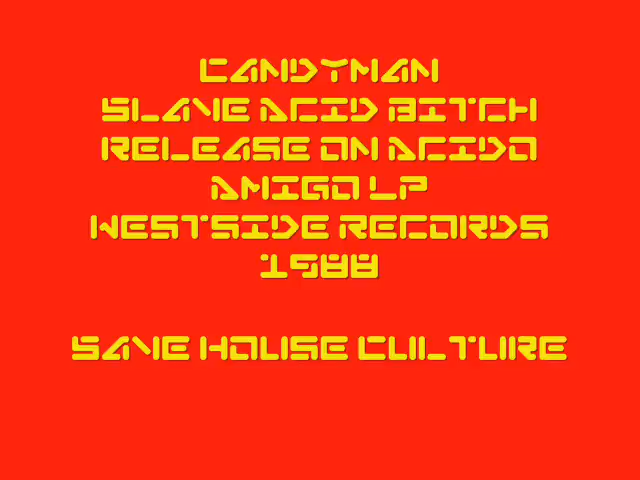 CANDYMAN
SLAVE ACID BITCH
RELEASE ON ACIDO
AMIGO LP
WESTSIDE RECORDS
1988
SAVE HOUSE CULTURE